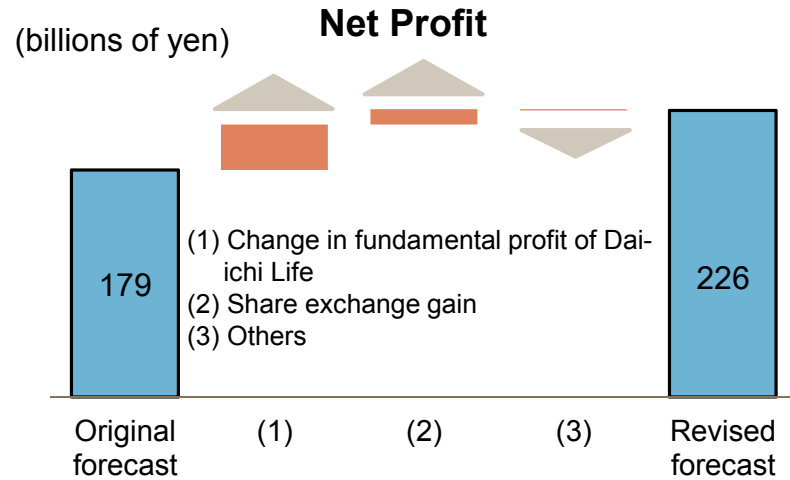 Net Profit
(billions of yen)
(1) Change in fundamental profit of Dai-
ichi Life
(2) Share exchange gain
(3) Others
179
226
Original
forecast
(1)
(2)
(3)
Revised
forecast